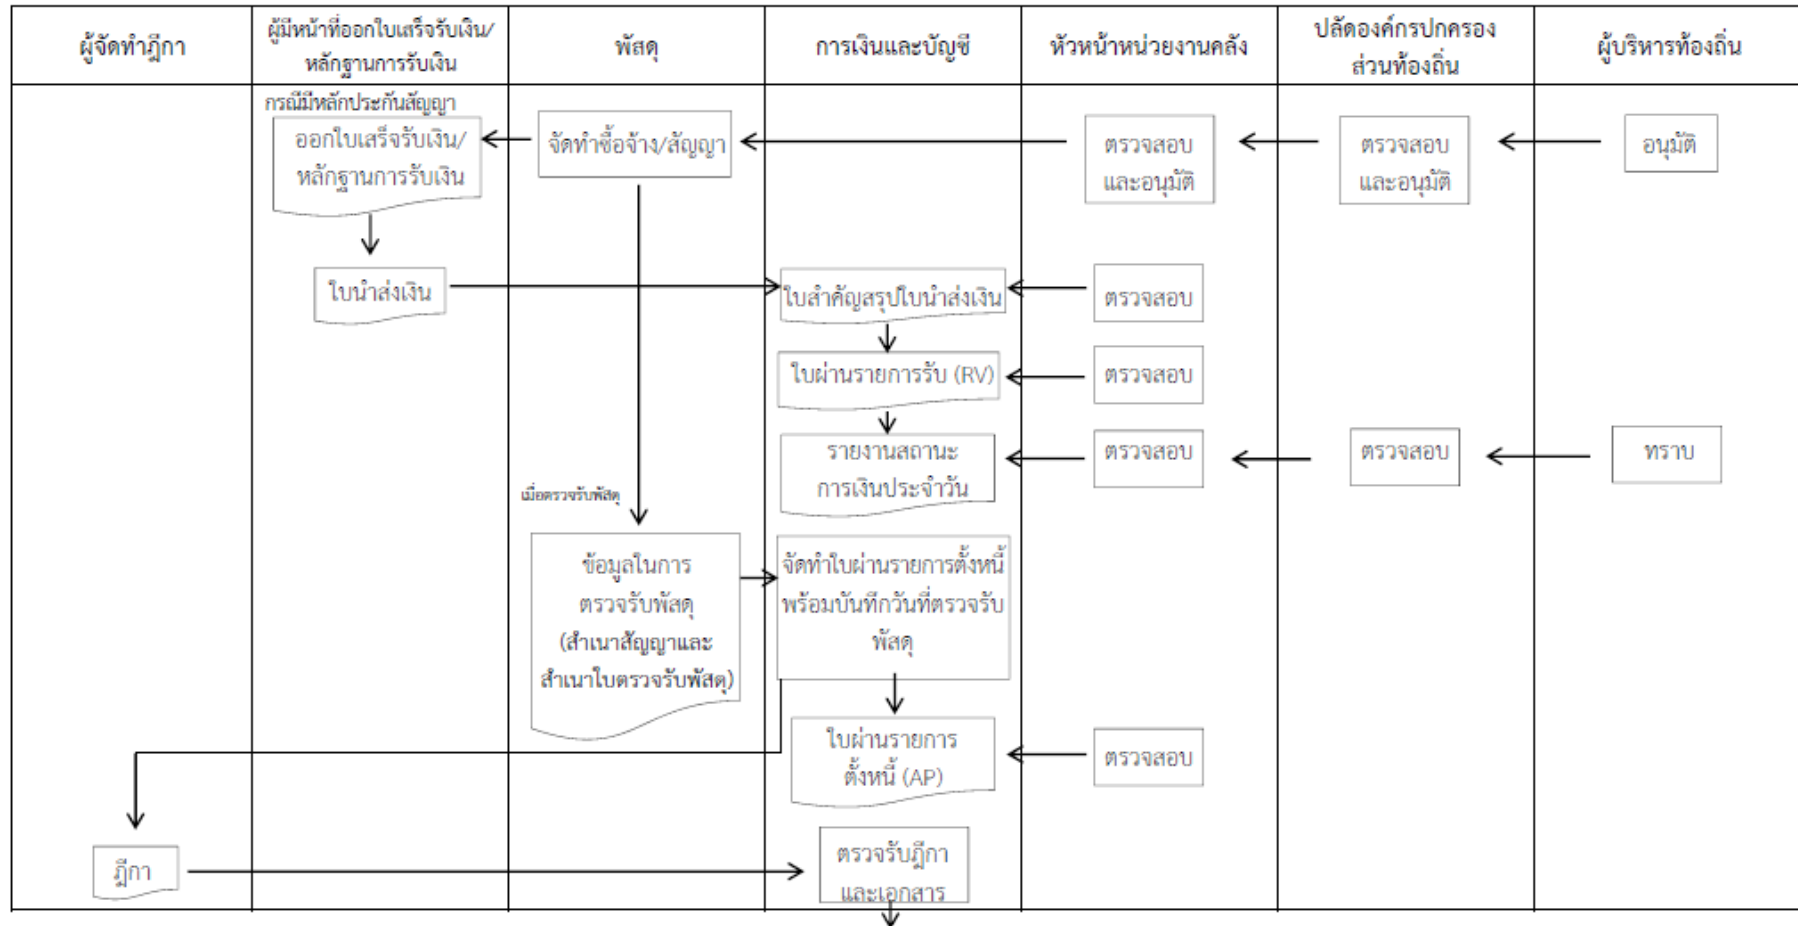 ผู้จัดทำฎีกา
ผู้มีหน้าที่ออกใบเสร็จรับเงิน/
หลักฐานการรับเงิน
พัสดุ
การเงินและบัญชี
หัวหน้าหน่วยงานคลัง
ปลัดองค์กรปกครอง
ส่วนท้องถิ่น
ผู้บริหารท้องถิ่น
กรณีมีหลักประกันสัญญา
ออกใบเสร็จรับเงิน/
หลักฐานการรับเงิน
จัดทำซื้อจ้าง/สัญญา
ตรวจสอบ
และอนุมัติ
ตรวจสอบ
และอนุมัติ
อนุมัติ
ใบนำส่งเงิน
ใบสำคัญสรุปใบนำส่งเงิน
ตรวจสอบ
ใบผ่านรายการรับ (RV)
ตรวจสอบ
รายงานสถานะ
การเงินประจำวัน
ตรวจสอบ
ตรวจสอบ
ทราบ
เมื่อตรวจรับพัสดุ
ข้อมูลในการ
ตรวจรับพัสดุ
(สำเนาสัญญาและ
สำเนาใบตรวจรับพัสดุ)
จัดทำใบผ่านรายการตั้งหนี้
พร้อมบันทึกวันที่ตรวจรับ
พัสดุ
ใบผ่านรายการ
ตั้งหนี้ (AP)
ตรวจสอบ
ฎีกา
ตรวจรับฎีกา
และเอกสาร